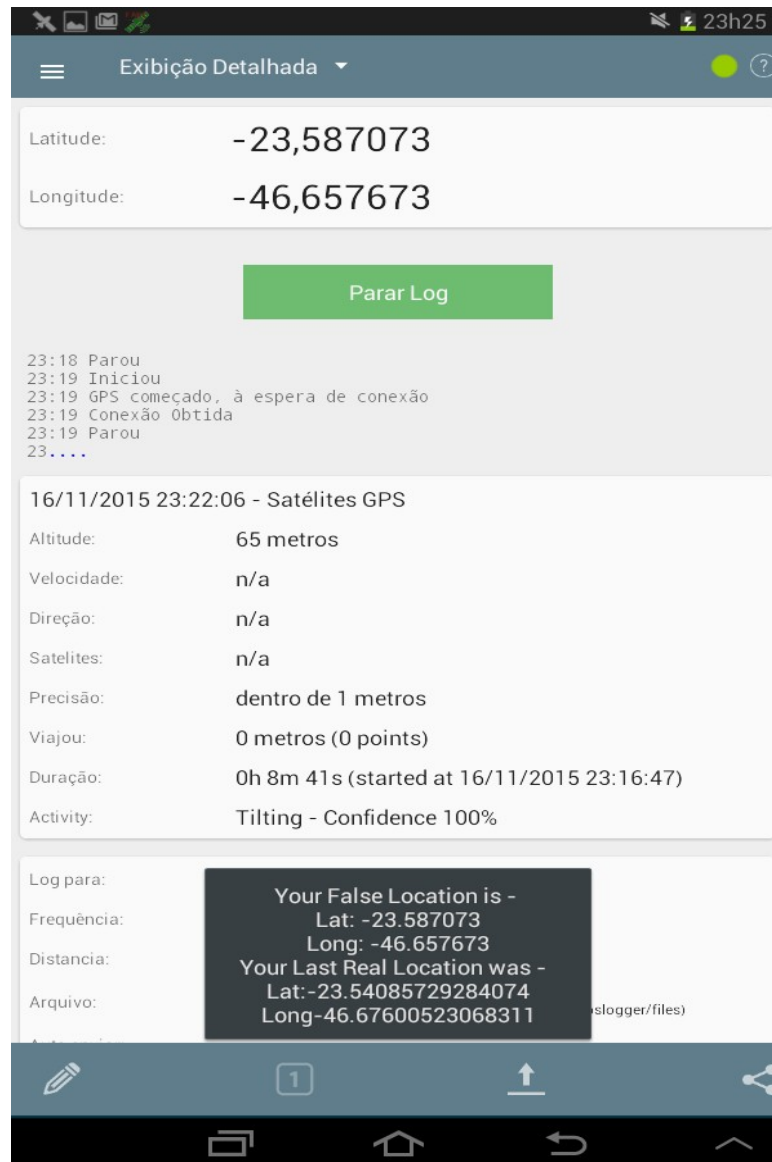 23h25
Exibição Detalhada
?
Latitude: -23,587073
Longitude: -46,657673
Parar Log
23:18 Parou
23:19 Iniciou
23:19 GPS começado, à espera de conexão
23:19 Conexão Obtida
23:19 Parou
23....
16/11/2015 23:22:06 - Satélites GPS
Altitude: 65 metros
Velocidade: n/a
Direção: n/a
Satelites: n/a
Precisão: dentro de 1 metros
Viajou: 0 metros (0 points)
Duração: 0h 8m 41s (started at 16/11/2015 23:16:47)
Activity: Tilting - Confidence 100%
Log para:
Frequência:
Distancia:
Arquivo: slogger/files)
Your False Location is -
Lat: -23.587073
Long: -46.657673
Your Last Real Location was -
Lat:-23.54085729284074
Long-46.67600523068311
1